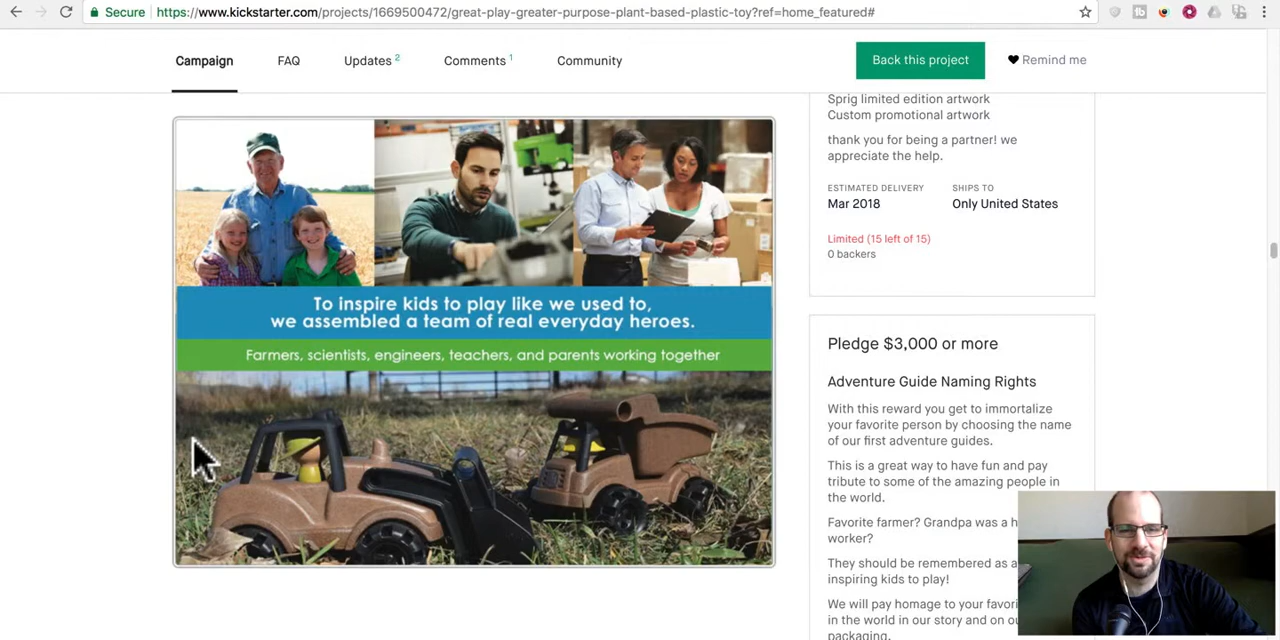 Secure
https://www.kickstarter.com/projects/1669500472/great-play-greater-purpose-plant-based-plastic-toy?ref=home_featured#
Campaign FAQ Updates 2 Comments 1 Community
Back this project
Remind me
To inspire kids to play like we used to,
we assembled a team of real everyday heroes.
Farmers, scientists, engineers, teachers, and parents working together
Sprig limited edition artwork
Custom promotional artwork
thank you for being a partner! we
appreciate the help.
ESTIMATED DELIVERY SHIPS TO
Mar 2018 Only United States
Limited (15 left of 15)
0 backers
Pledge $3,000 or more
Adventure Guide Naming Rights
With this reward you get to immortalize
your favorite person by choosing the name
of our first adventure guides.
This is a great way to have fun and pay
tribute to some of the amazing people in
the world.
Favorite farmer? Grandpa was a
worker?
They should be remembered as
inspiring kids to play!
We will pay homage to your
in the world in our story and on
packaging.